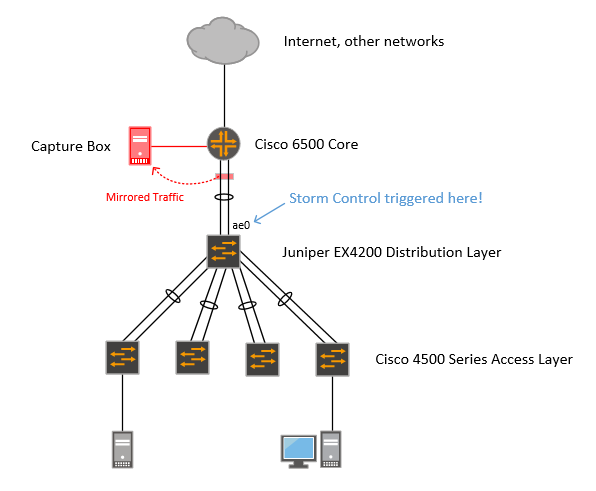 Internet, other networks
Capture Box
Cisco 6500 Core
Mirrored Traffic
Storm Control triggered here!
ae0
Juniper EX4200 Distribution Layer
Cisco 4500 Series Access Layer